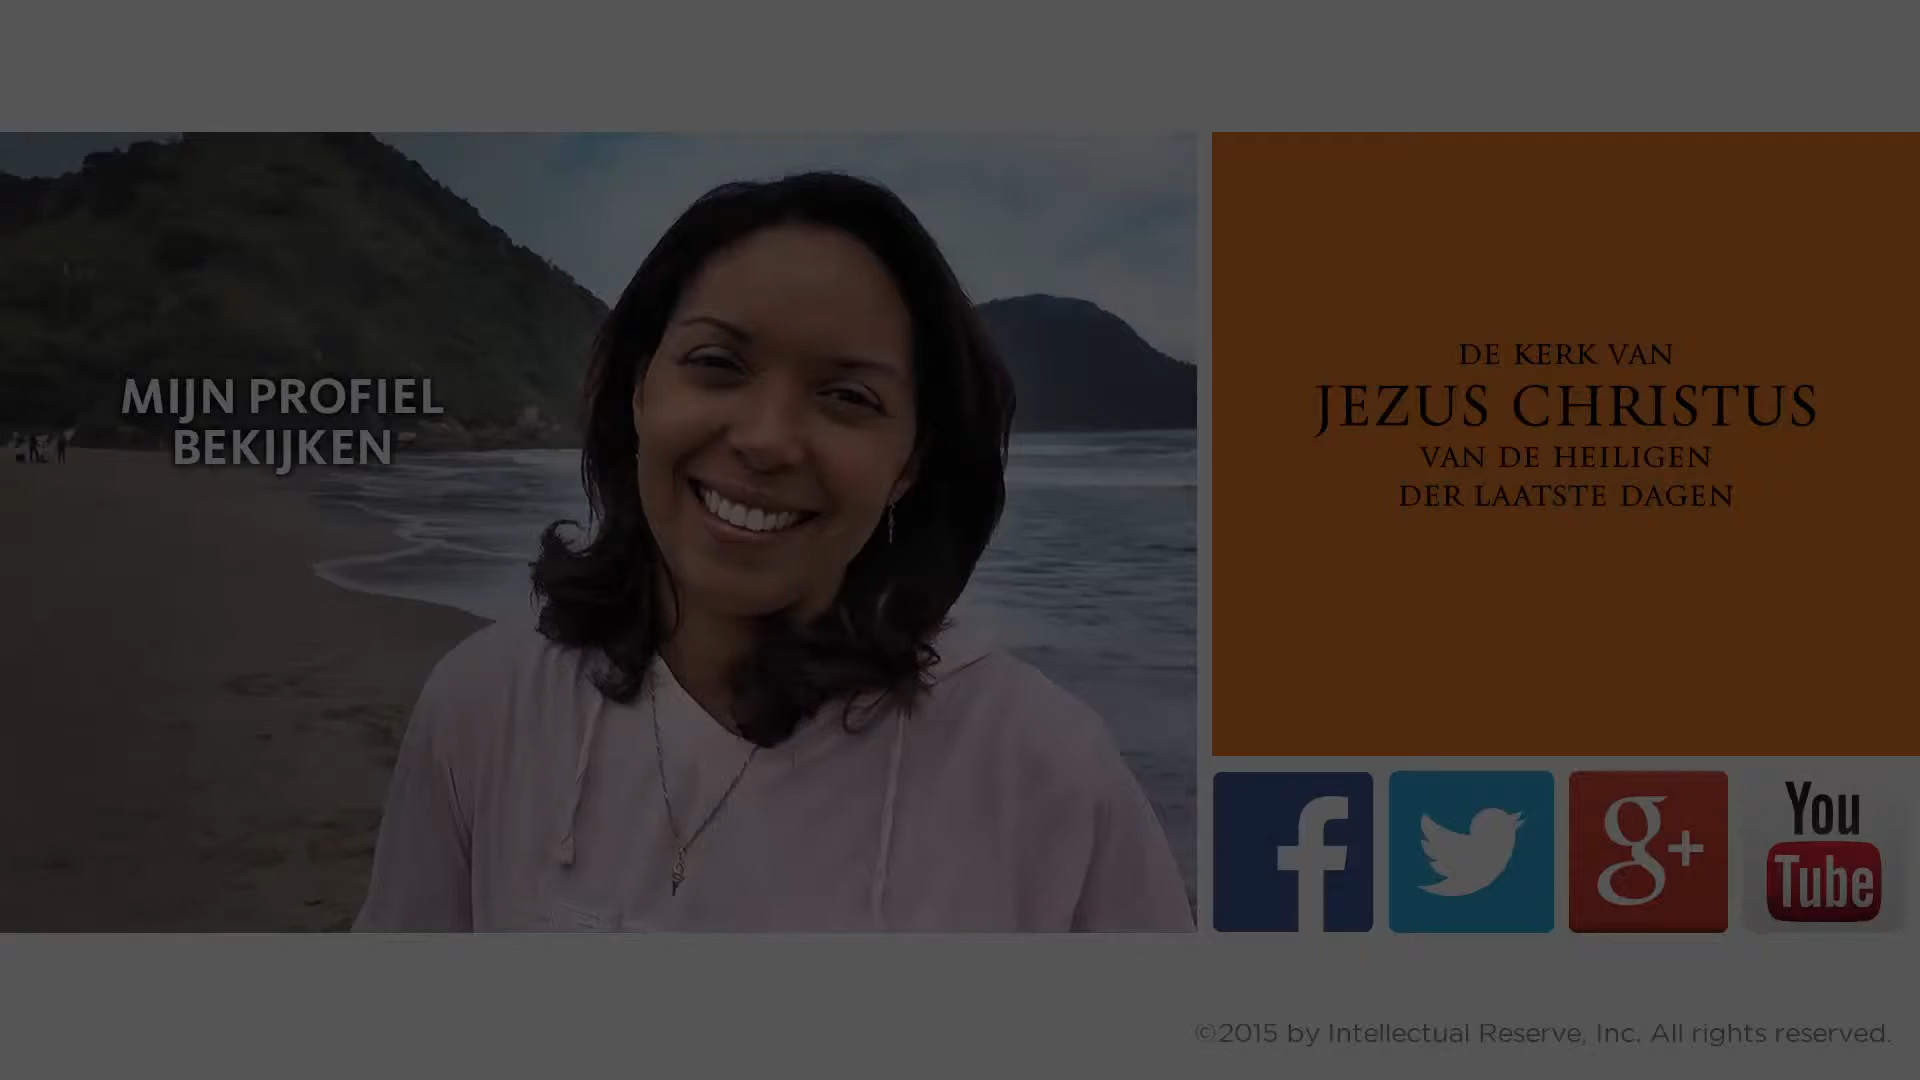 MIJN PROFIEL
BEKIJKEN
DE KERK VAN
JEZUS CHRISTUS
VAN DE HEILIGEN
DER LAATSTE DAGEN
f
g+
You
Tube
©2015 by Intellectual Reserve, Inc. All rights reserved.